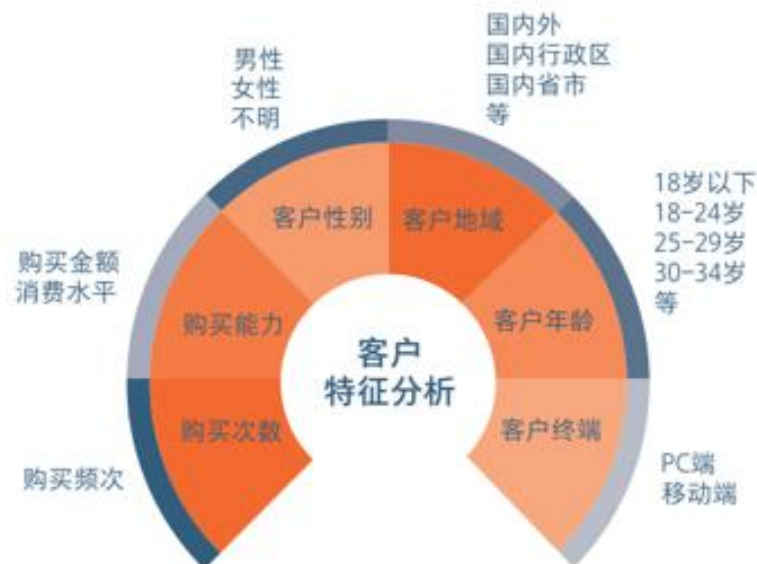 国内外
国内行政区
国内省市
等
男性
女性
不明
18岁以下
18-24岁
25-29岁
30-34岁
等
客户性别
客户地域
购买金额
消费水平
购买能力
客户年龄
客户
特征分析
购买次数
客户终端
购买频次
PC端
移动端